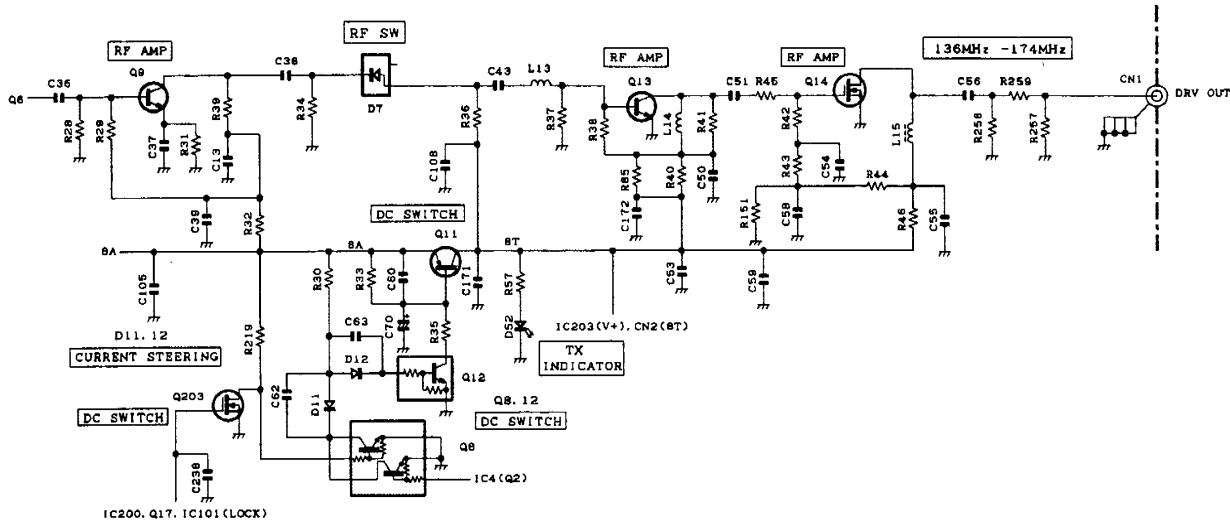 RF SW
RF AMP
Q9
C36
Q6
R28
R29
C37
R31
R39
C13
C38
R34
D7
C43
L13
R36
R37
RF AMP
Q13
R38
L14
R41
C51
R45
RF AMP
Q14
R42
136MHz -174MHz
C56
R259
R258
R257
CN1
DRV OUT
L15
C39
R32
C108
R85
C172
R40
C50
R43
C54
R44
R151
C58
R46
C55
DC SWITCH
Q11
8A
8A
8T
C105
R30
R33
C60
C171
R57
C53
C59
D11.12
CURRENT STEERING
R219
C63
C70
R35
D52
IC203(V+).CN2(8T)
TX
INDICATOR
D12
Q12
C62
D11
Q203
DC SWITCH
Q8.12
DC SWITCH
Q8
C238
IC4(Q2)
IC200.Q17.IC101(LOCK)